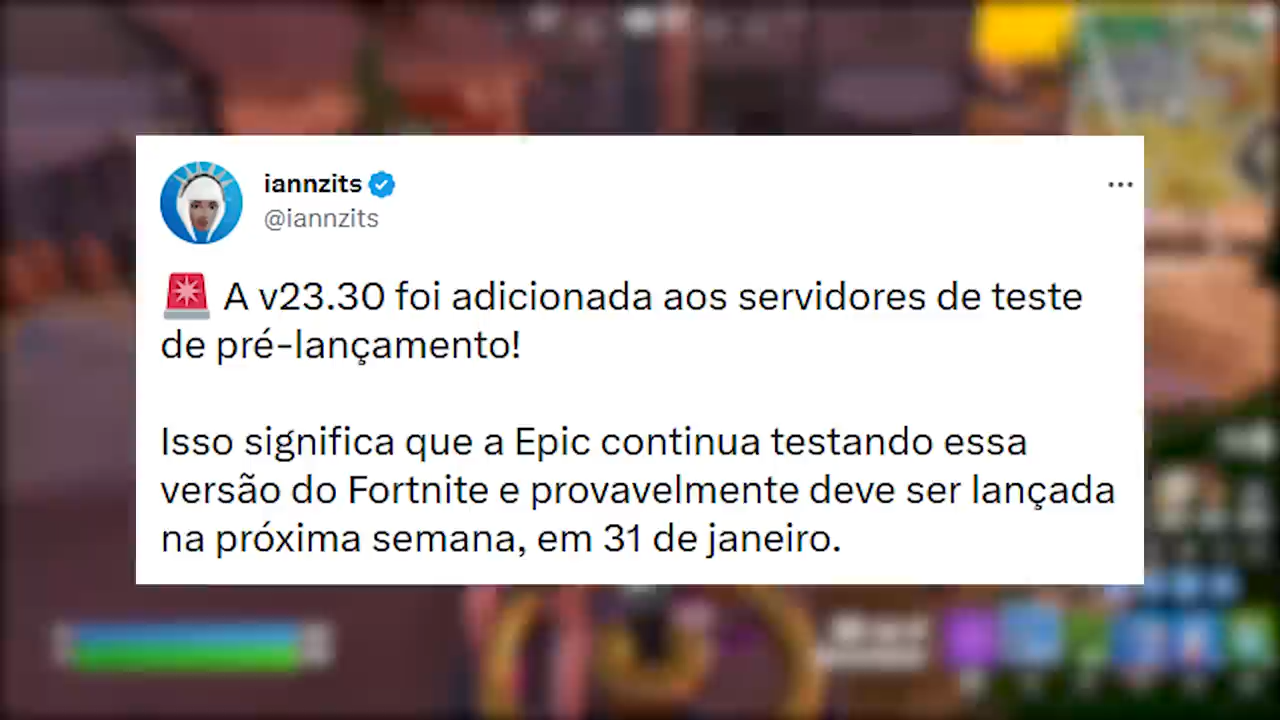 iannzits
@iannzits
🚨 A v23.30 foi adicionada aos servidores de teste
de pré-lançamento!
Isso significa que a Epic continua testando essa
versão do Fortnite e provavelmente deve ser lançada
na próxima semana, em 31 de janeiro.